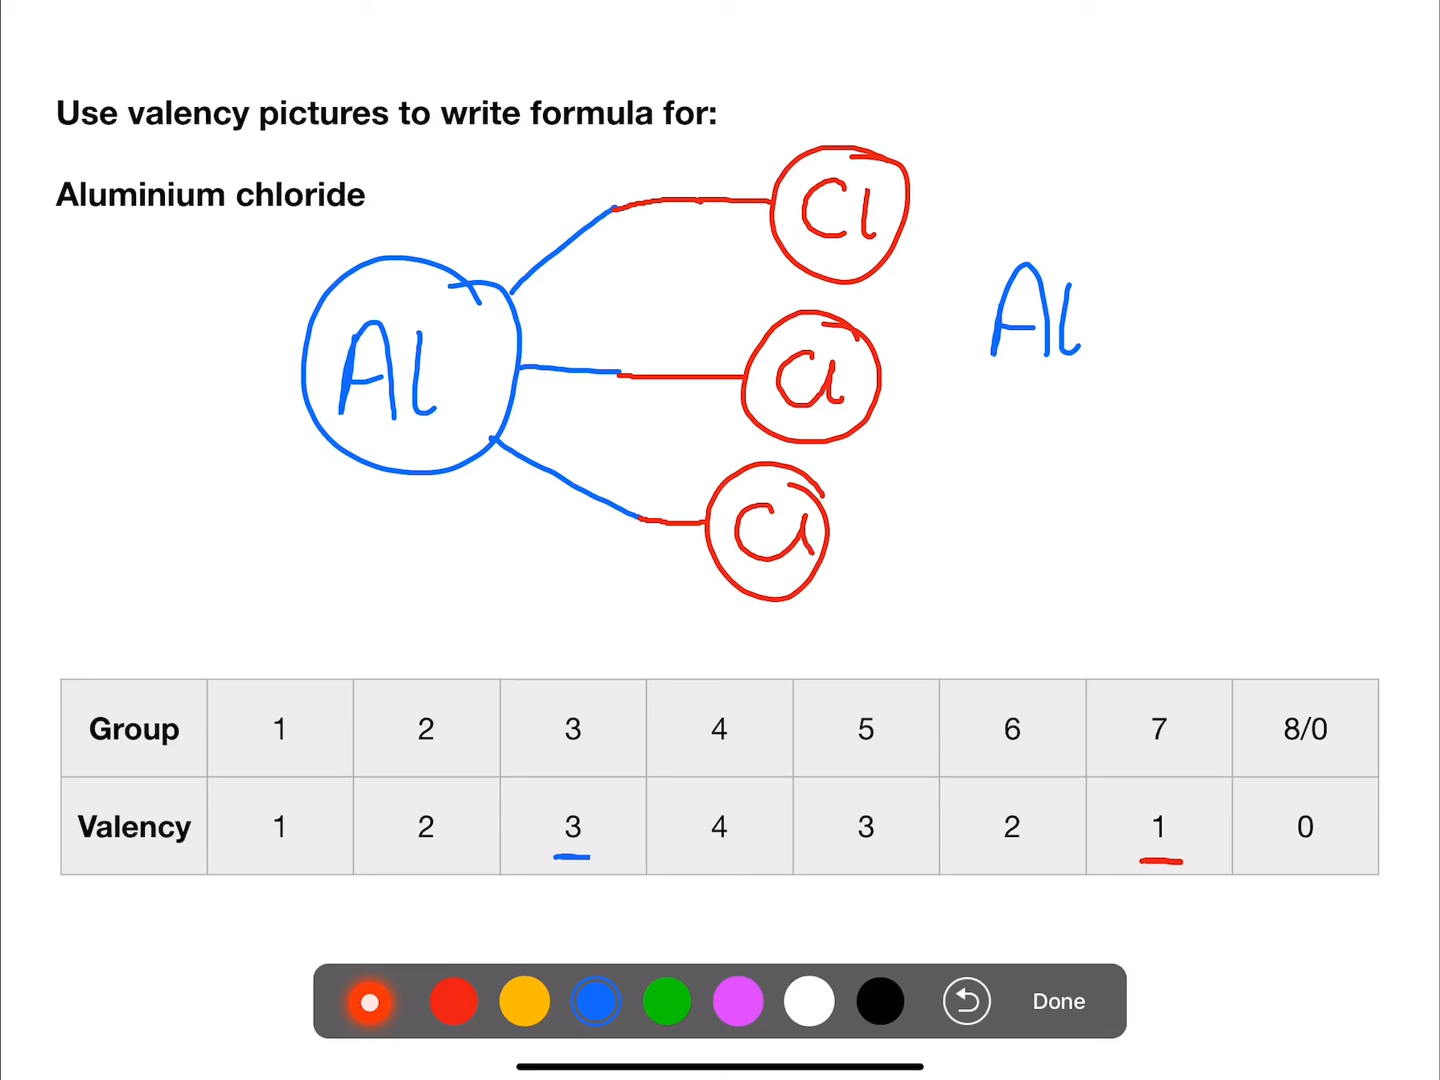 Use valency pictures to write formula for:
Aluminium chloride
Cl
Al
Cl
Al
Cl
Group 1 2 3 4 5 6 7 8/0
Valency 1 2 3 4 3 2 1 0
Done